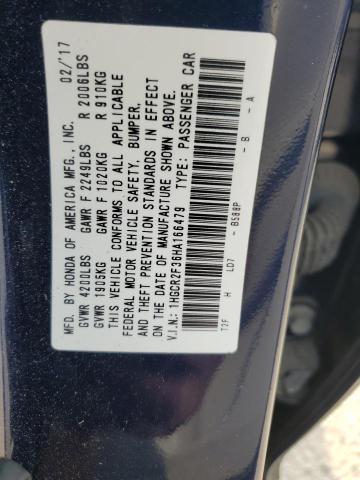 MFD. BY HONDA OF AMERICA MFG., INC. 02/'17
GVWR 4200LBS GAWR F 2249LBS R 2006LBS
GVWR 1905KG GAWR F 1020KG R 910KG
THIS VEHICLE CONFORMS TO ALL APPLICABLE
FEDERAL MOTOR VEHICLE SAFETY, BUMPER,
AND THEFT PREVENTION STANDARDS IN EFFECT
ON THE DATE OF MANUFACTURE SHOWN ABOVE.
V.I.N.: 1HGCR2F36HA166479 TYPE: PASSENGER CAR
T2F H LD7 - B588P - B - A